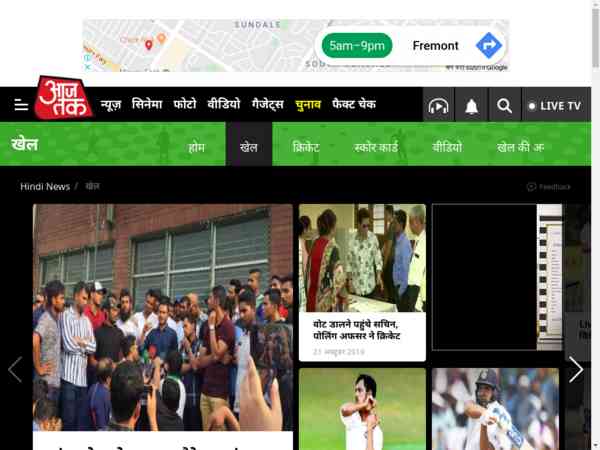 SUNDALE
5am–9pm
Fremont
आज तक
न्यूज़ सिनेमा फोटो वीडियो गैजेट्स चुनाव फैक्ट चेक
LIVE TV
खेल
होम खेल क्रिकेट स्कोर कार्ड वीडियो खेल की अन
Hindi News / खेल
Feedback
वोट डालने पहुंचे सचिन,
पोलिंग अफसर ने क्रिकेट
21 अक्टूबर 2019